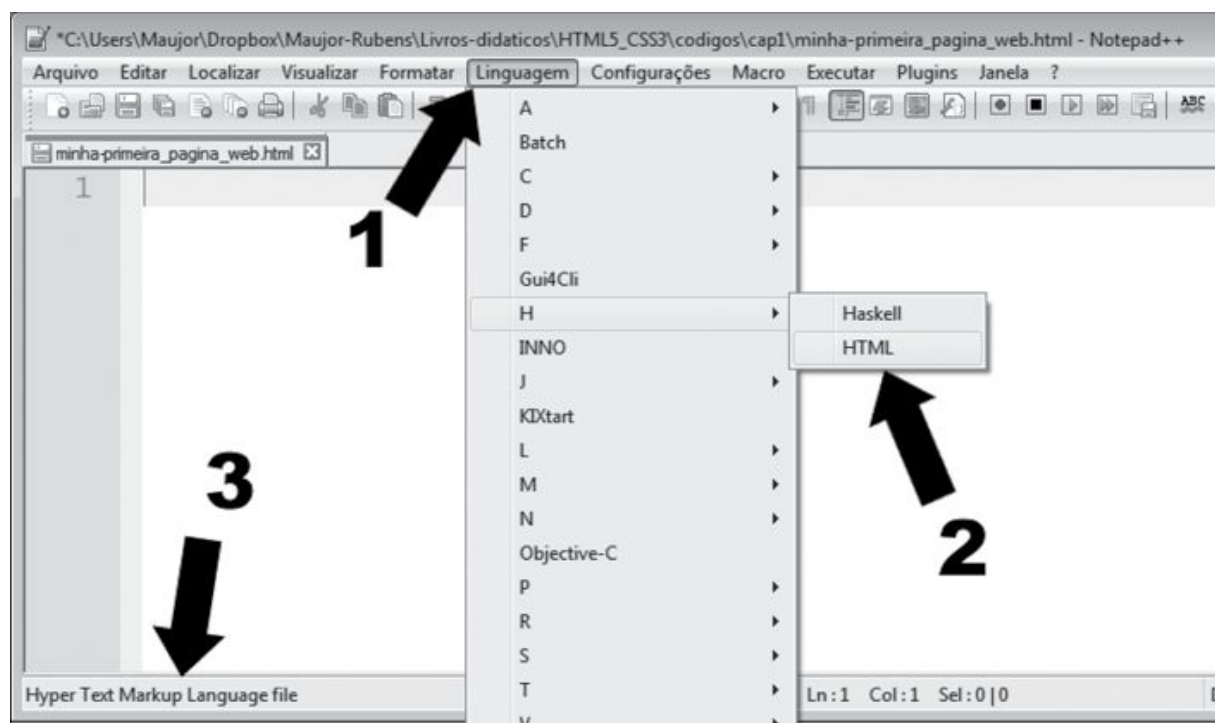 *C:\Users\Maujor\Dropbox\Maujor-Rubens\Livros-didaticos\HTML5_CSS3\codigos\cap1\minha-primeira_pagina_web.html - Notepad++
Arquivo Editar Localizar Visualizar Formatar Linguagem Configurações Macro Executar Plugins Janela ?
ABC
minha-primeira_pagina_web.html
1
A
Batch
C
D
F
Gui4Cli
H
Haskell
INNO
HTML
J
KIXtart
L
M
N
Objective-C
P
R
S
T
V
1
2
3
Hyper Text Markup Language file
Ln:1 Col:1 Sel:0|0